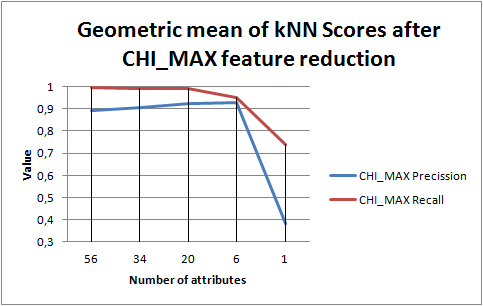 Geometric mean of kNN Scores after
CHI_MAX feature reduction
1
0,9
0,8
0,7
0,6
0,5
0,4
0,3
Value
56 34 20 6 1
Number of attributes
CHI_MAX Precission
CHI_MAX Recall